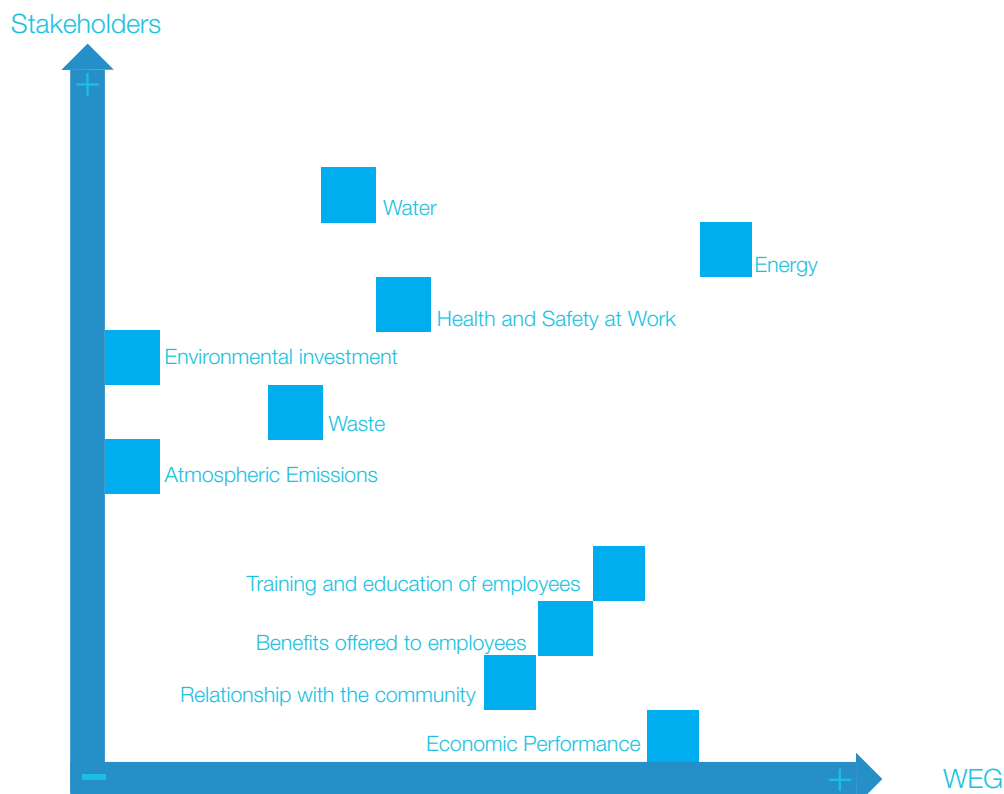 Stakeholders
+
Water
Energy
Health and Safety at Work
Environmental investment
Waste
Atmospheric Emissions
Training and education of employees
Benefits offered to employees
Relationship with the community
Economic Performance
− + WEG